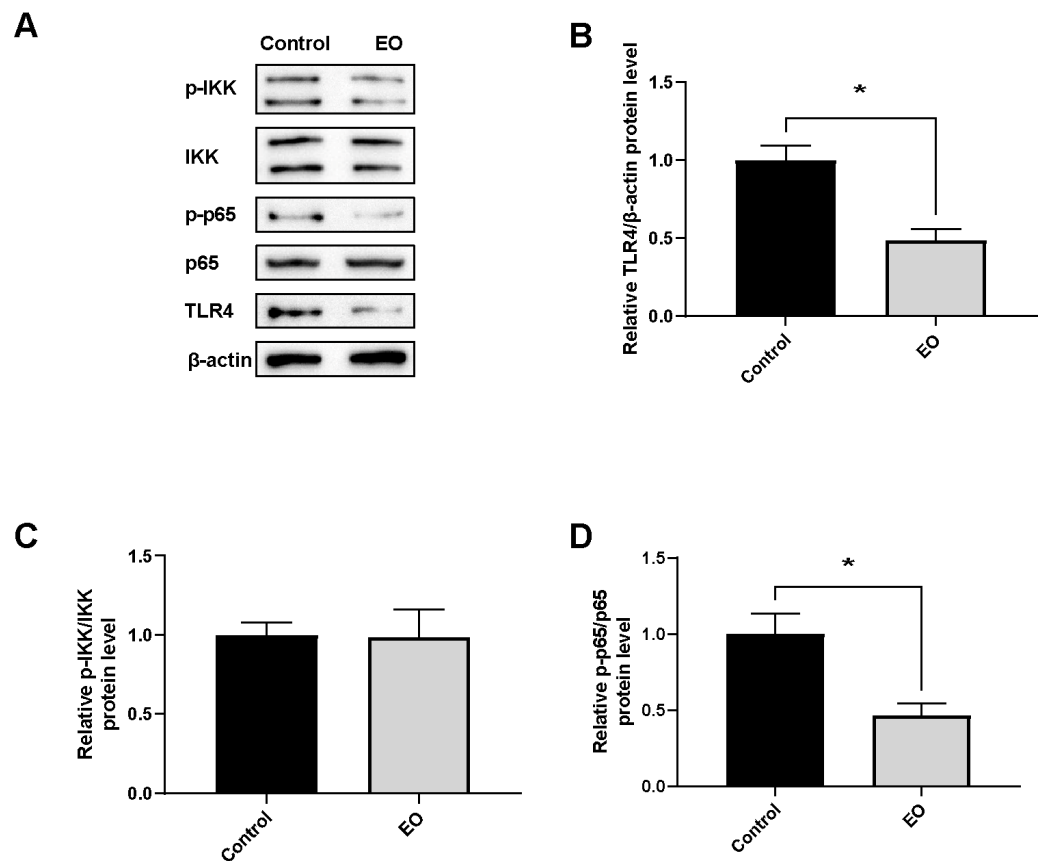 A
Control EO
p-IKK
IKK
p-p65
p65
TLR4
β-actin
B
Relative TLR4/β-actin protein level
1.5
1.0
0.5
0.0
*
Control
EO
C
Relative p-IKK/IKK
protein level
1.5
1.0
0.5
0.0
Control
EO
D
Relative p-p65/p65
protein level
1.5
1.0
0.5
0.0
*
Control
EO